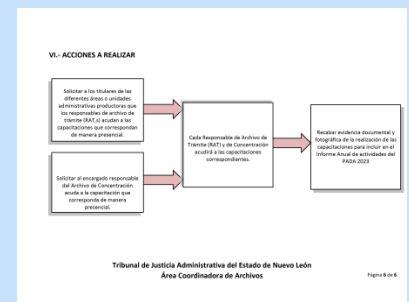 VI.- ACCIONES A REALIZAR
Solicitar a los titulares de las
diferentes áreas o unidades
administrativas productoras que
los responsables de archivo de
trámite (RAT,s) acudan a las
capacitaciones que correspondan
de manera presencial.
Solicitar al encargado responsable
del Archivo de Concentración
acuda a la capacitación que
corresponda de manera
presencial.
Cada Responsable de Archivo de
Trámite (RAT) y de Concentración
acudirá a las capacitaciones
correspondientes.
Recabar evidencia documental y
fotográfica de la realización de las
capacitaciones para incluir en el
Informe Anual de actividades del
PADA 2023
Tribunal de Justicia Administrativa del Estado de Nuevo León
Área Coordinadora de Archivos
Página 6 de 6